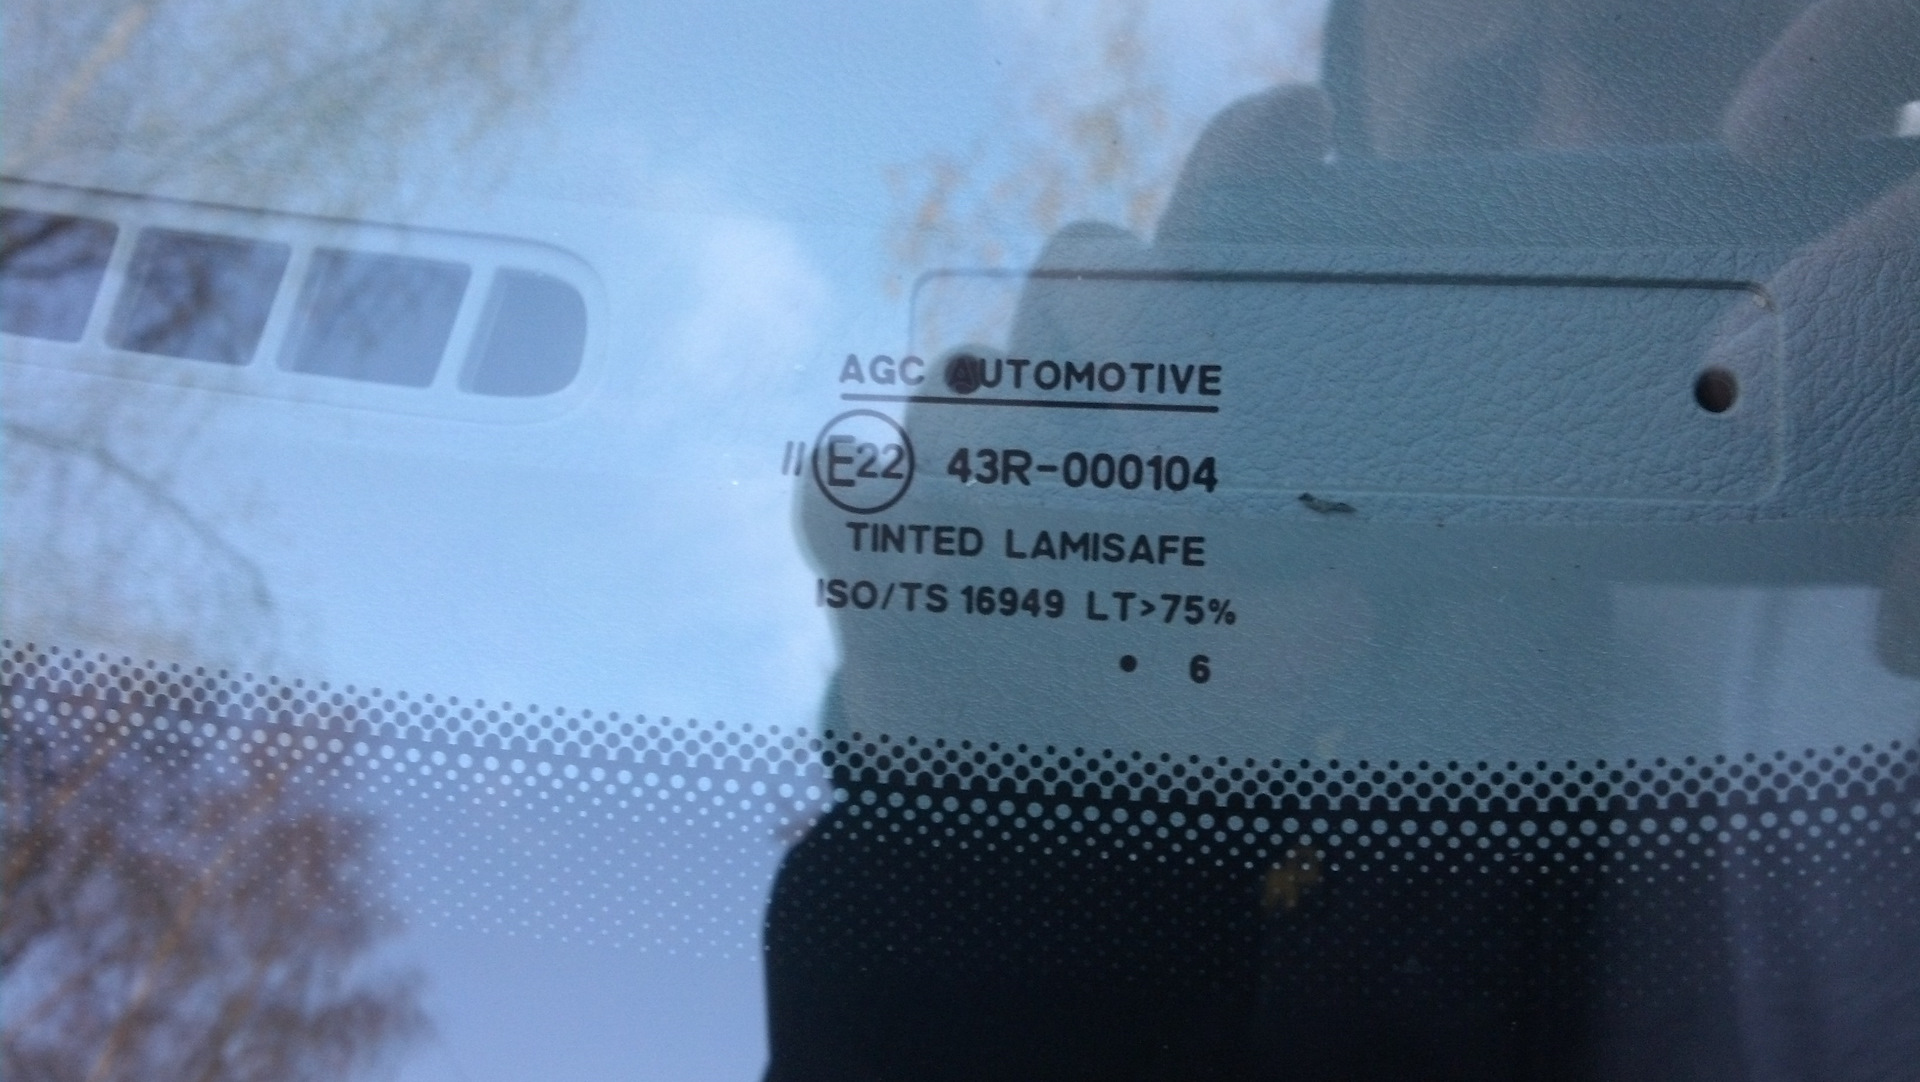 AGC AUTOMOTIVE
II E22 43R-000104
TINTED LAMISAFE
ISO/TS 16949 LT>75%
• 6